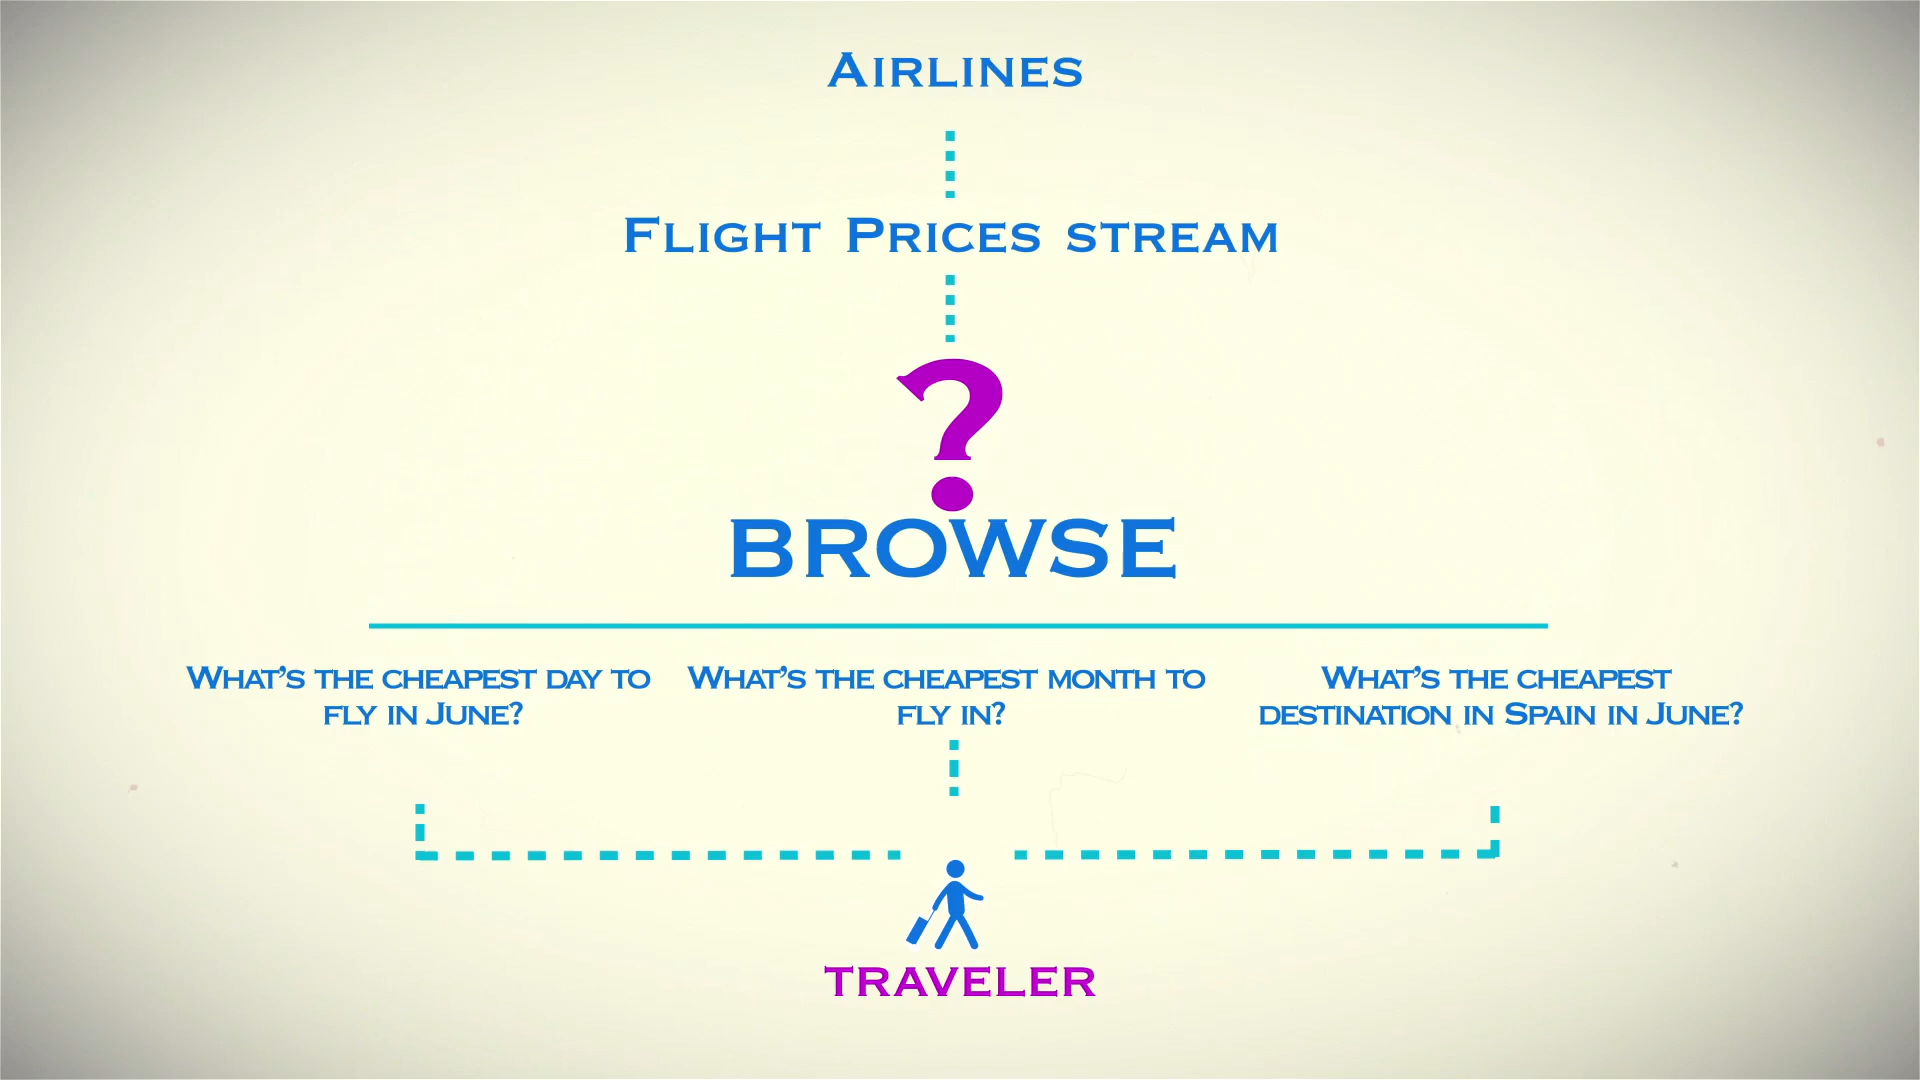 Airlines
Flight Prices stream
?
BROWSE
What's the cheapest day to
fly in June?
What's the cheapest month to
fly in?
What's the cheapest
destination in Spain in June?
TRAVELER